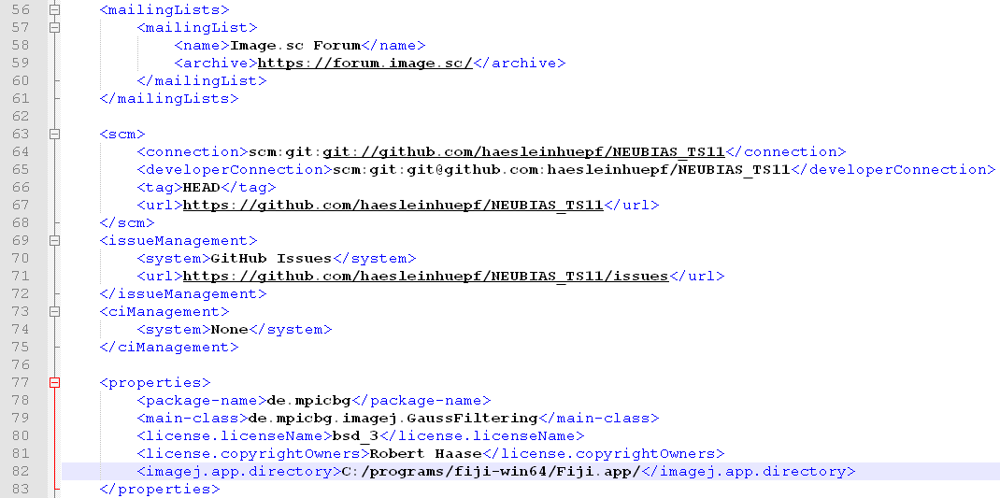 56 <mailingLists>
57 <mailingList>
58 <name>Image.sc Forum</name>
59 <archive>https://forum.image.sc/</archive>
60 </mailingList>
61 </mailingLists>
62
63 <scm>
64 <connection>scm:git:git://github.com/haesleinhuepf/NEUBIAS_TS11</connection>
65 <developerConnection>scm:git:git@github.com:haesleinhuepf/NEUBIAS_TS11</developerConnection>
66 <tag>HEAD</tag>
67 <url>https://github.com/haesleinhuepf/NEUBIAS_TS11</url>
68 </scm>
69 <issueManagement>
70 <system>GitHub Issues</system>
71 <url>https://github.com/haesleinhuepf/NEUBIAS_TS11/issues</url>
72 </issueManagement>
73 <ciManagement>
74 <system>None</system>
75 </ciManagement>
76
77 <properties>
78 <package-name>de.mpicbg</package-name>
79 <main-class>de.mpicbg.imagej.GaussFiltering</main-class>
80 <license.licenseName>bsd_3</license.licenseName>
81 <license.copyrightOwners>Robert Haase</license.copyrightOwners>
82 <imagej.app.directory>C:/programs/fiji-win64/Fiji.app/</imagej.app.directory>
83 </properties>